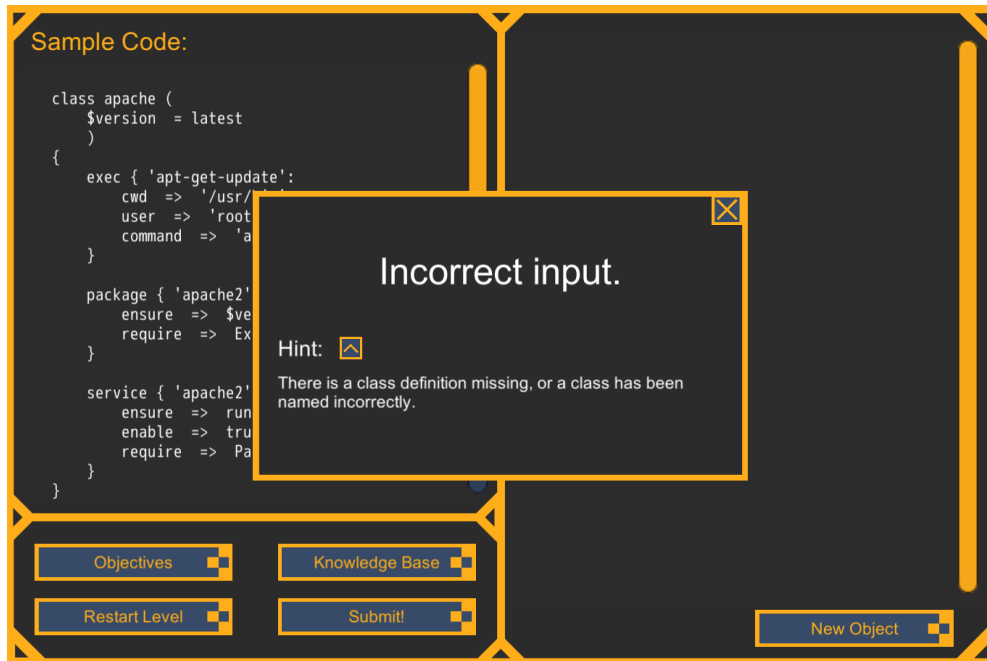 Sample Code:
class apache (
$version = latest
)
{
exec { 'apt-get-update':
cwd => '/usr/
user => 'root
command => 'a
}
package { 'apache2'
ensure => $ve
require => Ex
}
service { 'apache2'
ensure => run
enable => tru
require => Pa
}
}
Incorrect input.
Hint:
There is a class definition missing, or a class has been
named incorrectly.
Objectives
Knowledge Base
Restart Level
Submit!
New Object